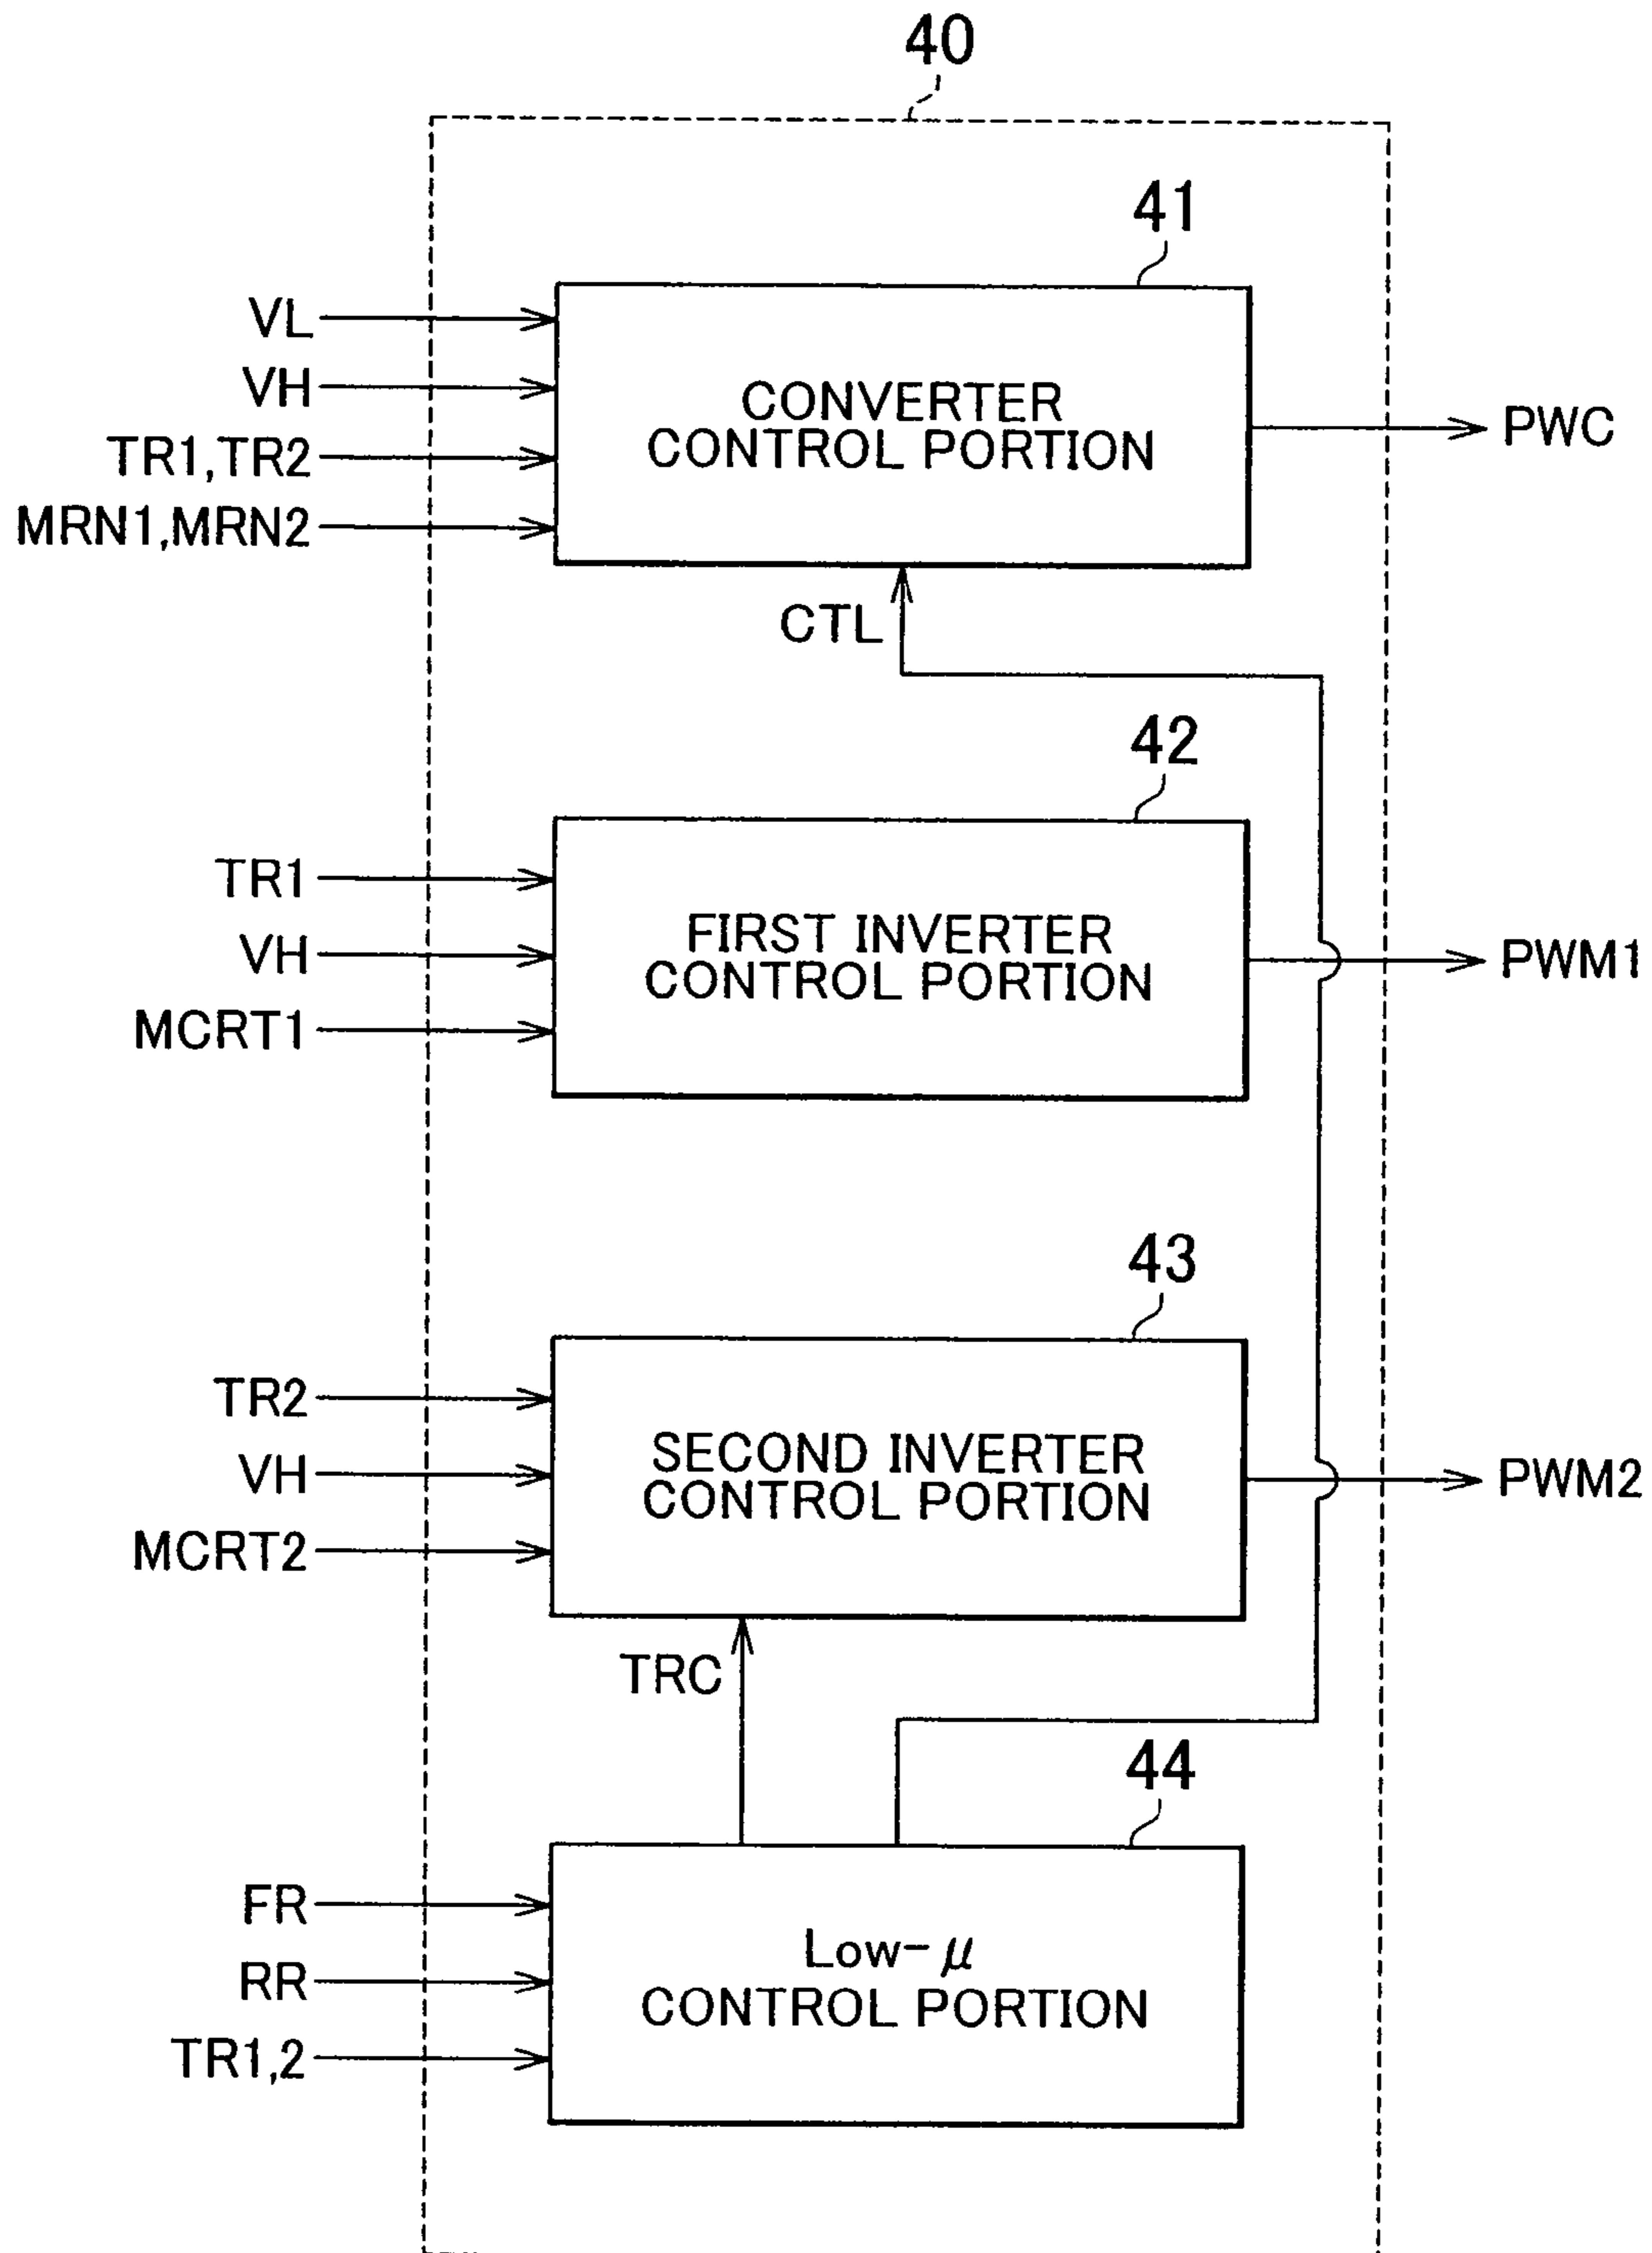 40
41
VL
VH
TR1,TR2
MRN1,MRN2
CONVERTER
CONTROL PORTION
PWC
CTL
42
TR1
VH
MCRT1
FIRST INVERTER
CONTROL PORTION
PWM1
43
TR2
VH
MCRT2
SECOND INVERTER
CONTROL PORTION
PWM2
TRC
44
FR
RR
TR1,2
Low-μ
CONTROL PORTION